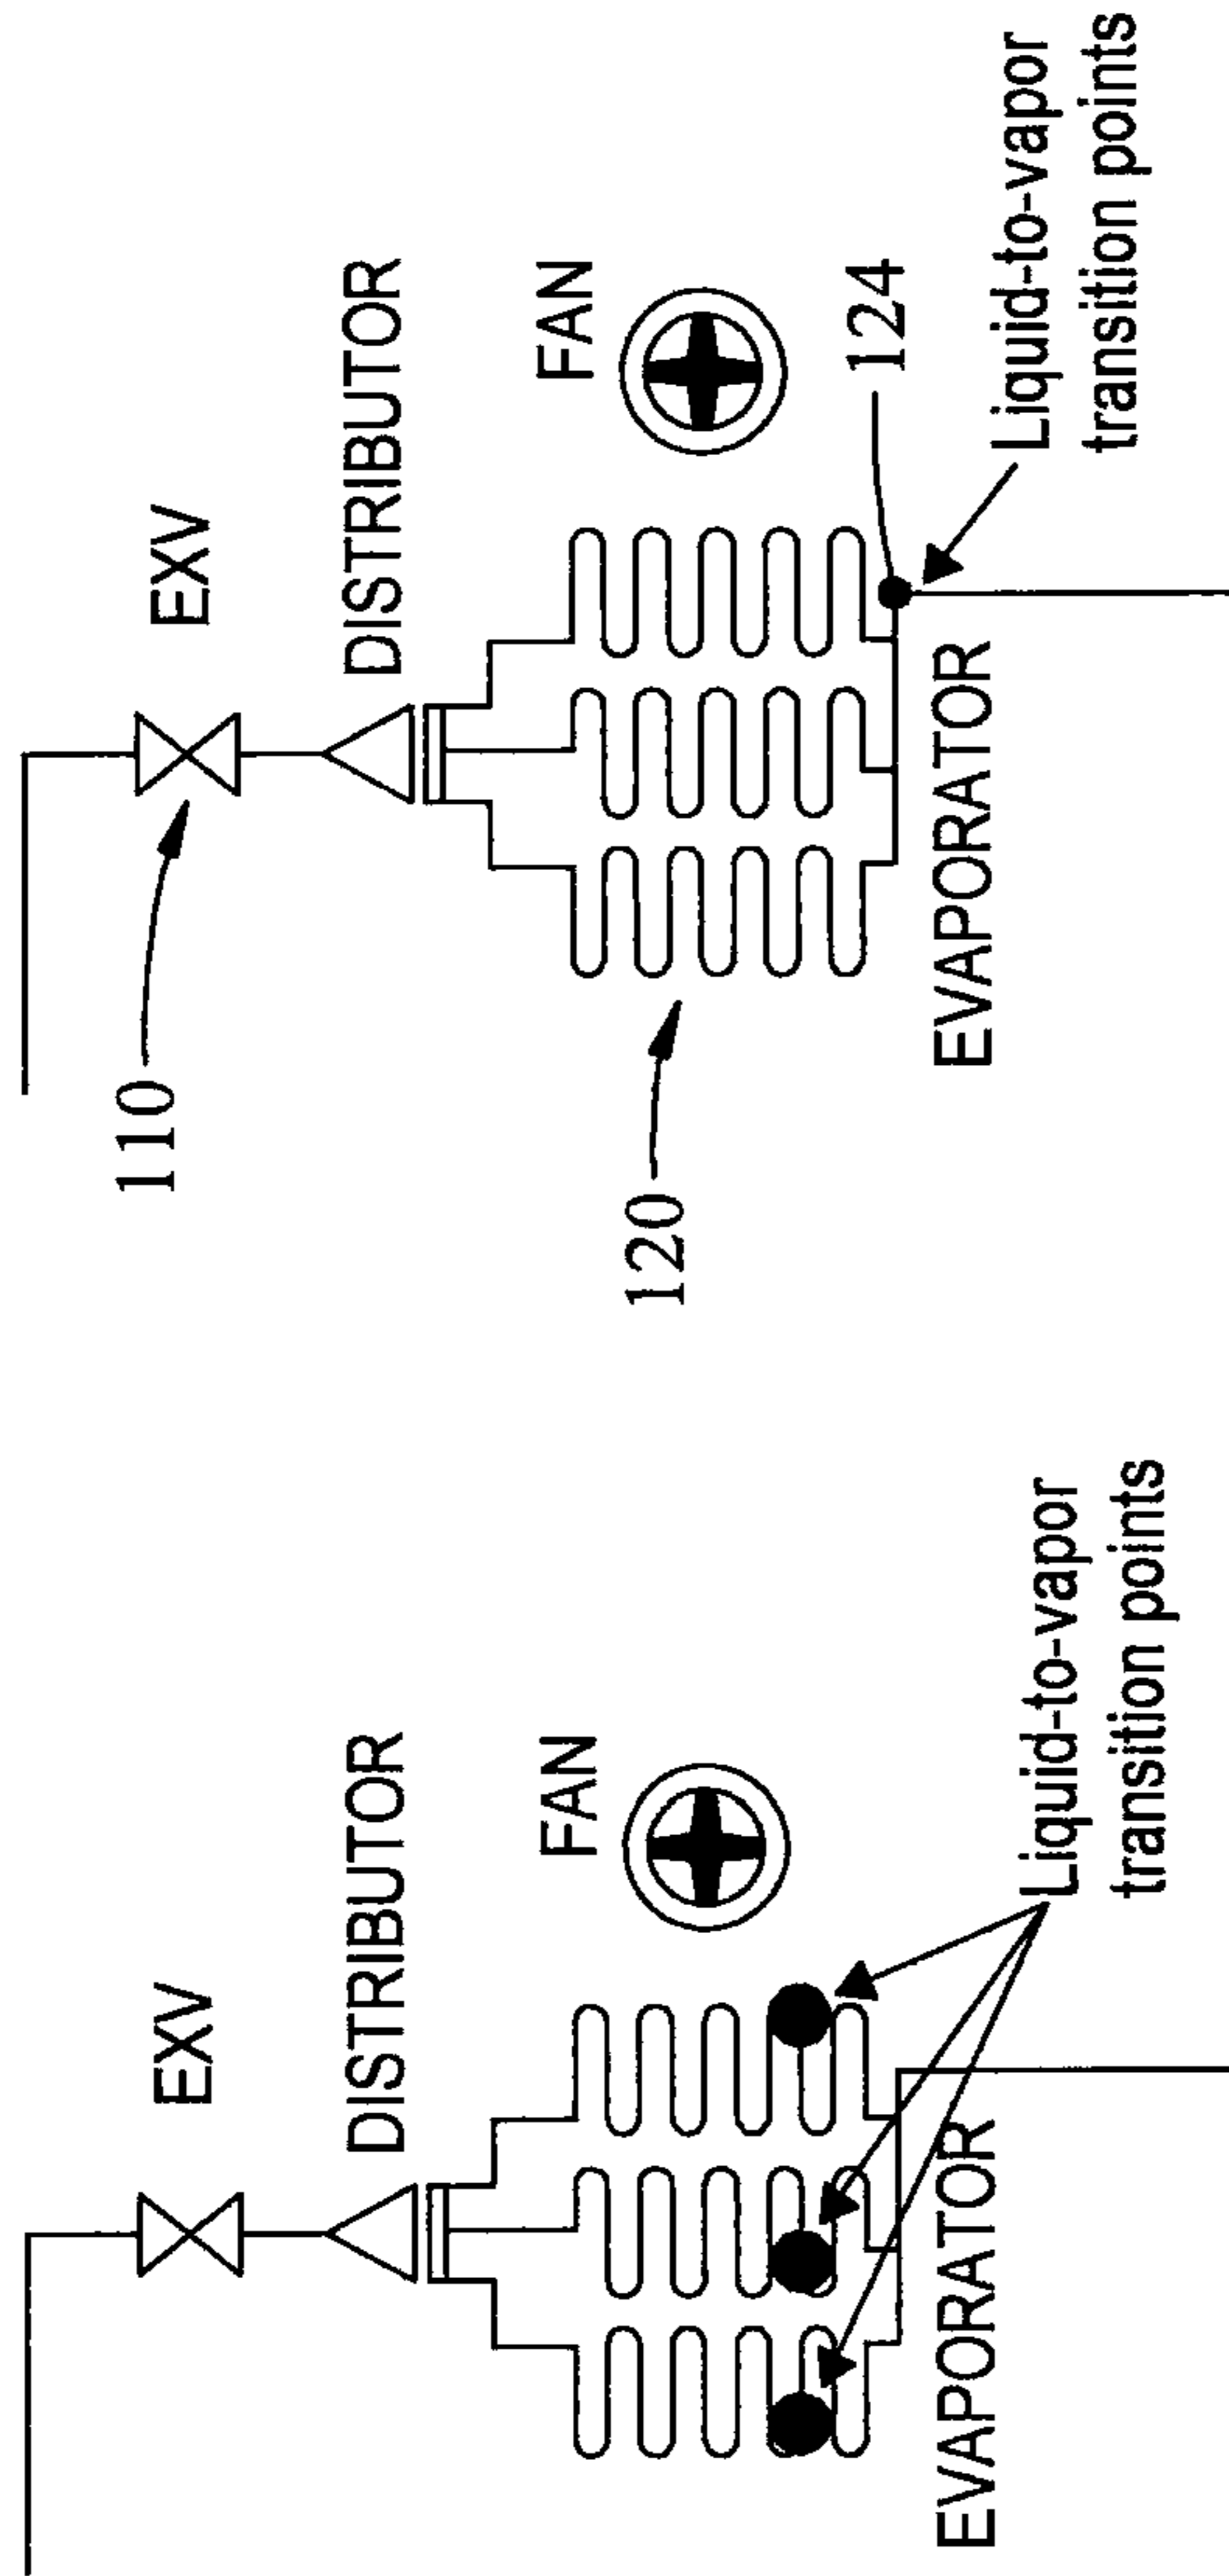 EXV
DISTRIBUTOR
FAN
EVAPORATOR
Liquid-to-vapor
transition points
110
EXV
DISTRIBUTOR
FAN
120
124
EVAPORATOR
Liquid-to-vapor
transition points